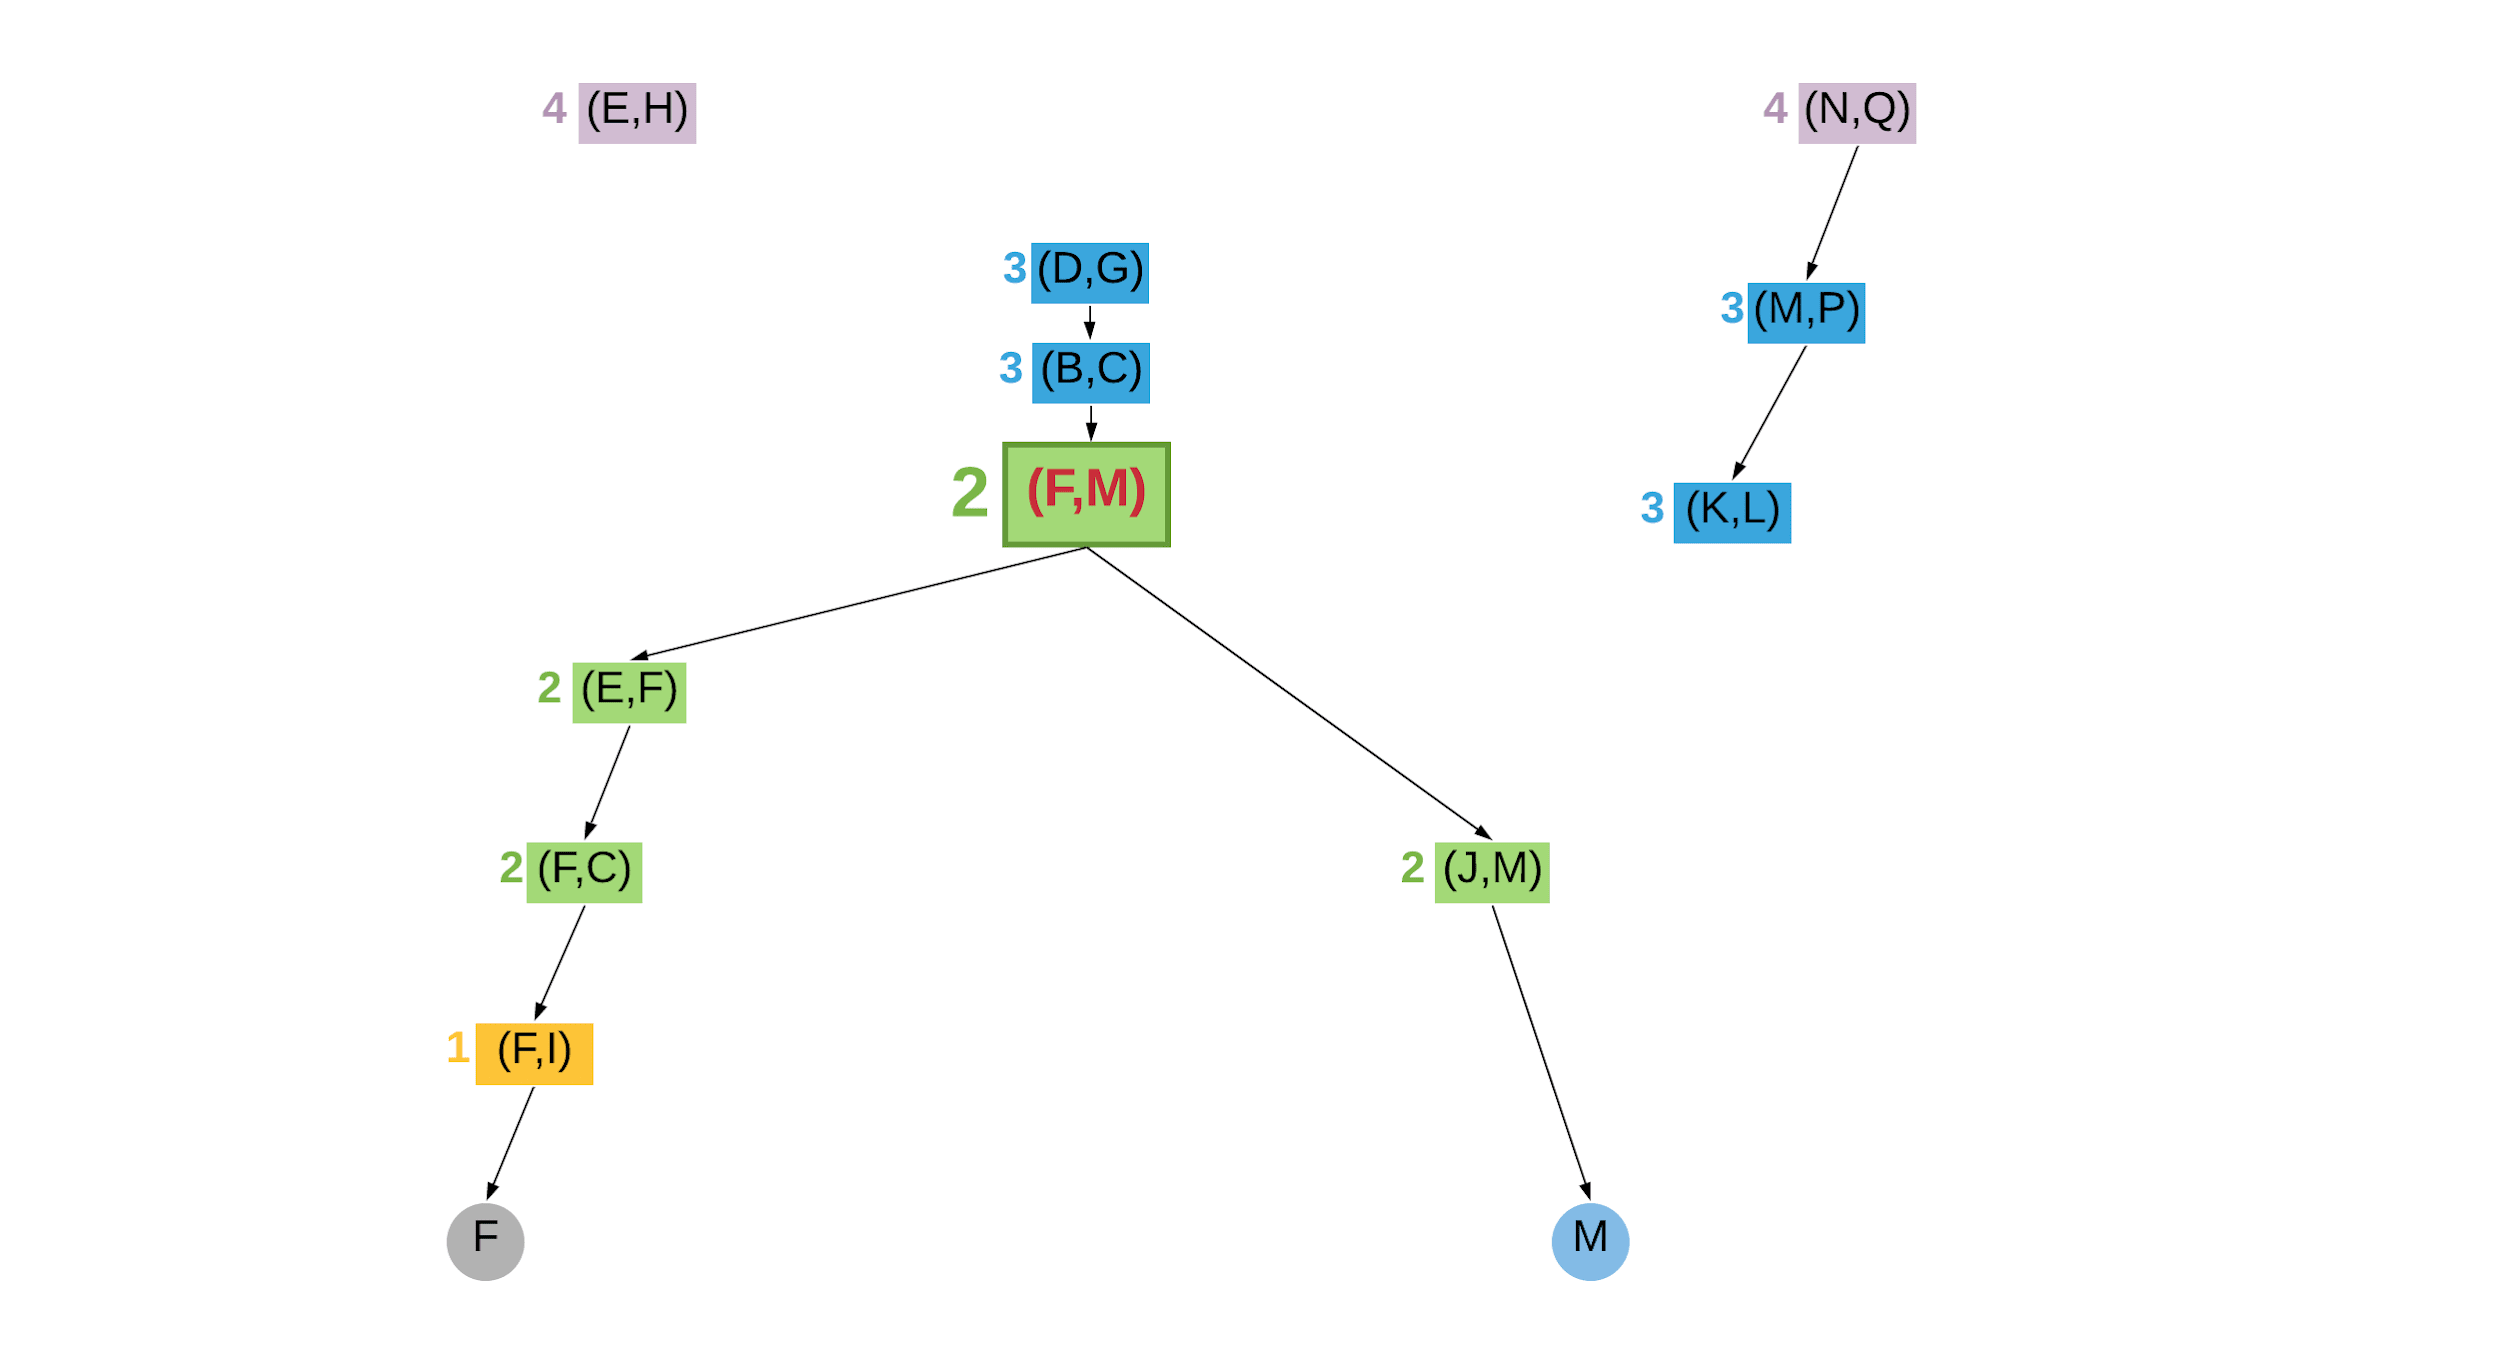 4 (E,H)
4 (N,Q)
3 (D,G)
3 (M,P)
3 (B,C)
2 (F,M)
3 (K,L)
2 (E,F)
2 (F,C)
2 (J,M)
1 (F,I)
F
M